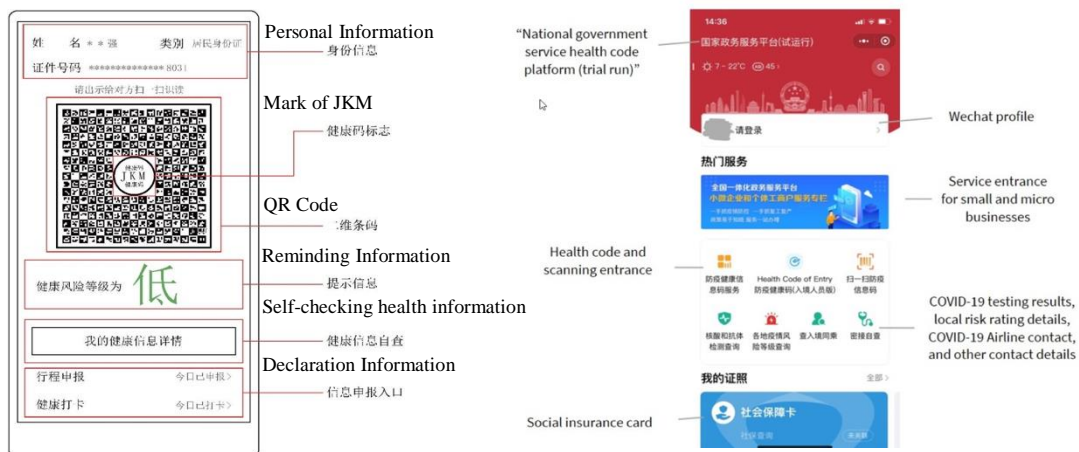 姓 名 * * 强 类别 居民身份证
证件号码 ************** 8031
请出示给对方扫一扫识读
健康码
JKM
健康码
健康风险等级为 低
我的健康信息详情
行程申报 今日已申报>
健康打卡 今日已打卡>
Personal Information
身份信息
Mark of JKM
健康码标志
QR Code
二维条码
Reminding Information
提示信息
Self-checking health information
健康信息自查
Declaration Information
信息申报入口
“National government
service health code
platform (trial run)”
Health code and
scanning entrance
Social insurance card
14:36
国家政务服务平台(试运行)
7~22°C 45
请登录
热门服务
全国一体化政务服务平台
小微企业和个体工商户服务专栏
防疫健康信
息码服务
Health Code of Entry
防疫健康码(入境人员版)
扫一扫防疫
信息码
核酸和抗体
检测查询
各地疫情风
险等级查询
查入境同乘
密接自查
我的证照 全部>
社会保障卡
社保查询
Wechat profile
Service entrance
for small and micro
businesses
COVID-19 testing results,
local risk rating details,
COVID-19 Airline contact,
and other contact details